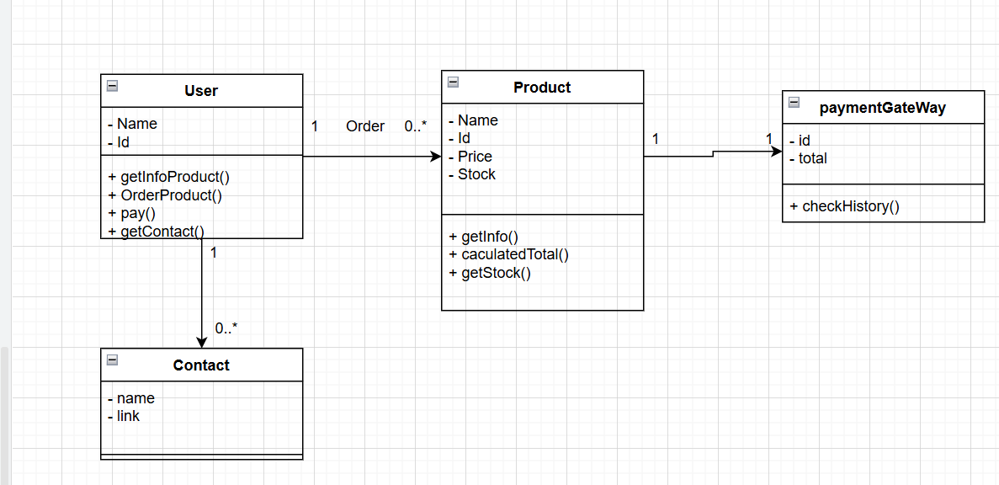 User
- Name
- Id
+ getInfoProduct()
+ OrderProduct()
+ pay()
+ getContact()
1 Order 0..*
Product
- Name
- Id
- Price
- Stock
+ getInfo()
+ caculatedTotal()
+ getStock()
1 1
paymentGateWay
- id
- total
+ checkHistory()
1
0..*
Contact
- name
- link